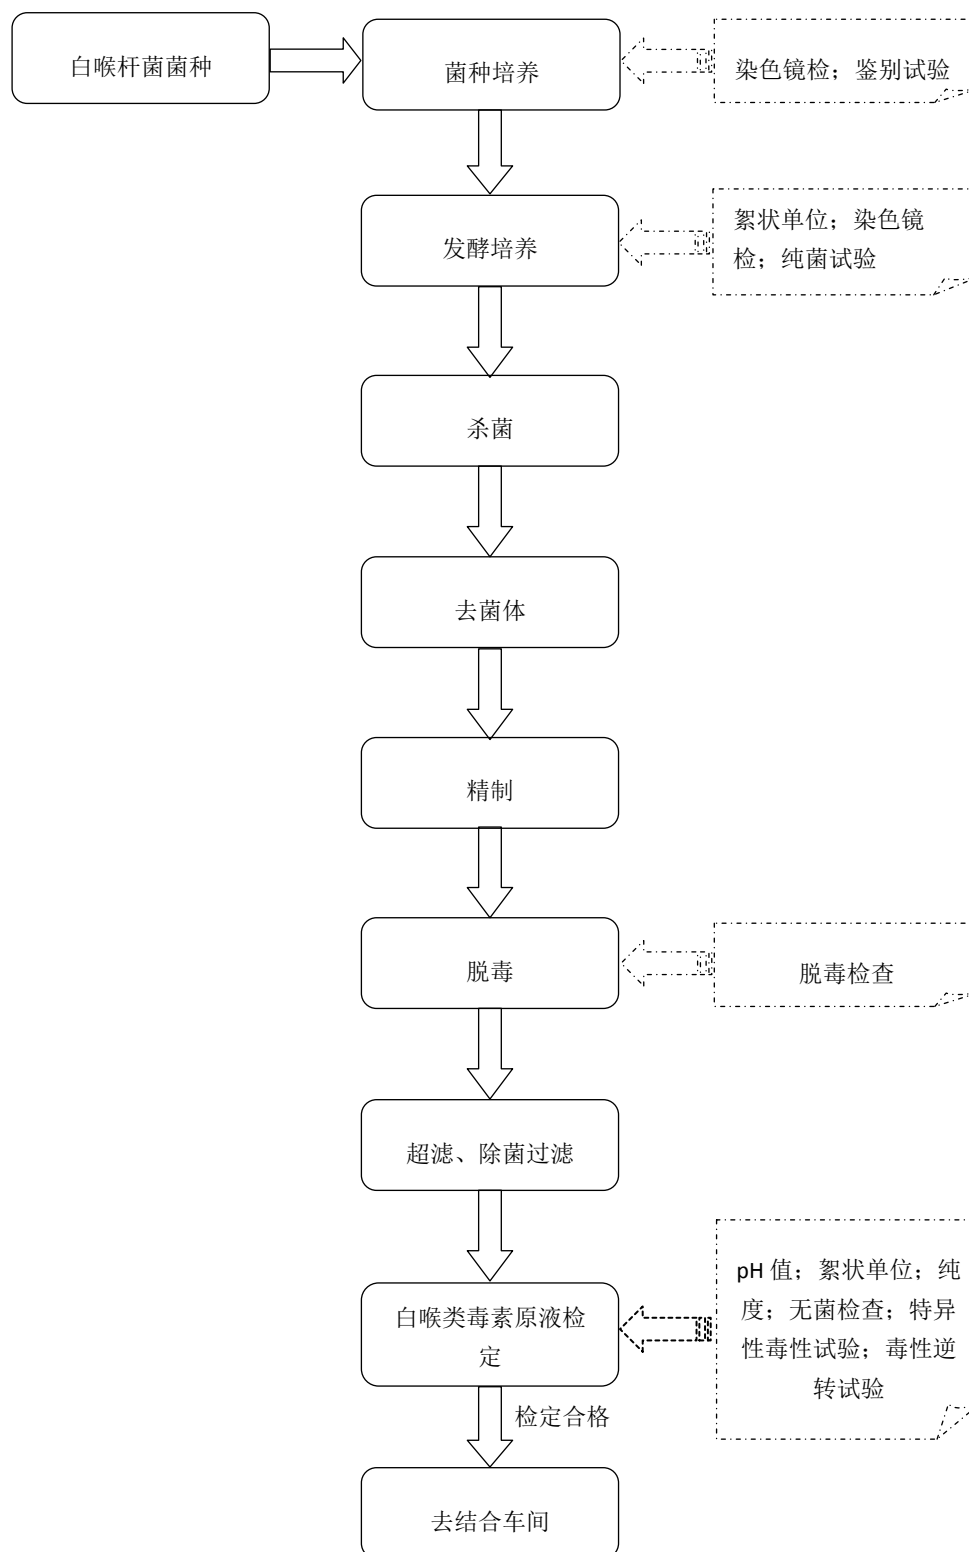 白喉杆菌菌种
菌种培养
染色镜检；鉴别试验
发酵培养
絮状单位；染色镜
检；纯菌试验
杀菌
去菌体
精制
脱毒
脱毒检查
超滤、除菌过滤
白喉类毒素原液检
定
pH 值；絮状单位；纯
度；无菌检查；特异
性毒性试验；毒性逆
转试验
检定合格
去结合车间